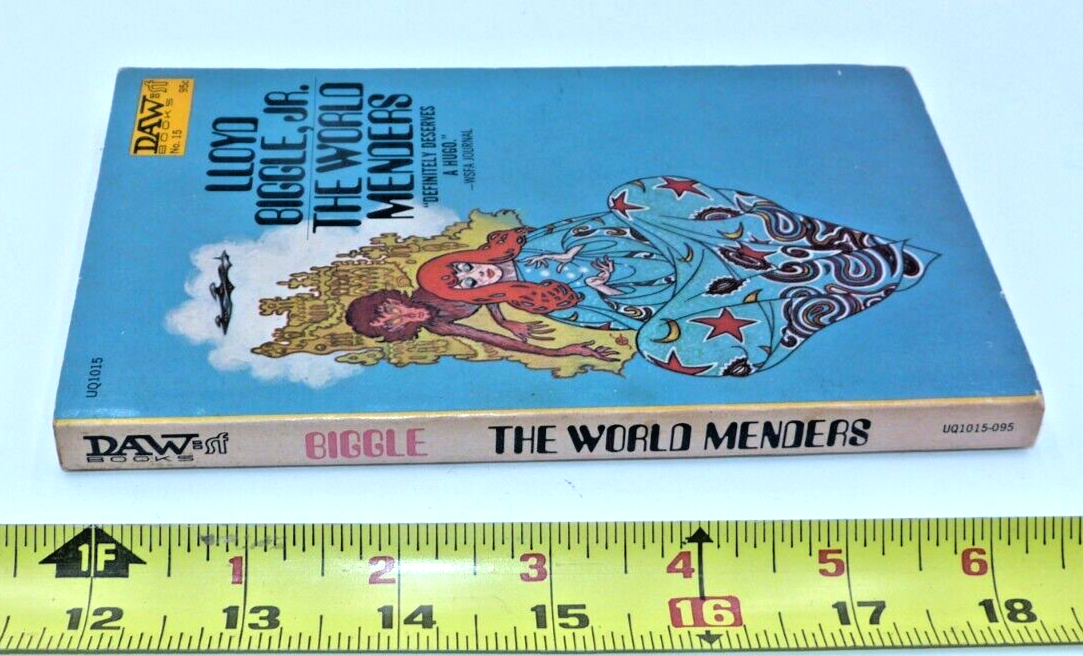 DAW sf
BOOKS
No. 15 95¢
LLOYD
BIGGLE, JR.
THE WORLD
MENDERS
"DEFINITELY DESERVES
A HUGO."
—WSFA JOURNAL
UQ1015
DAW sf
BOOKS
BIGGLE THE WORLD MENDERS UQ1015-095
1F 1 2 3 4 5 6
12 13 14 15 16 17 18